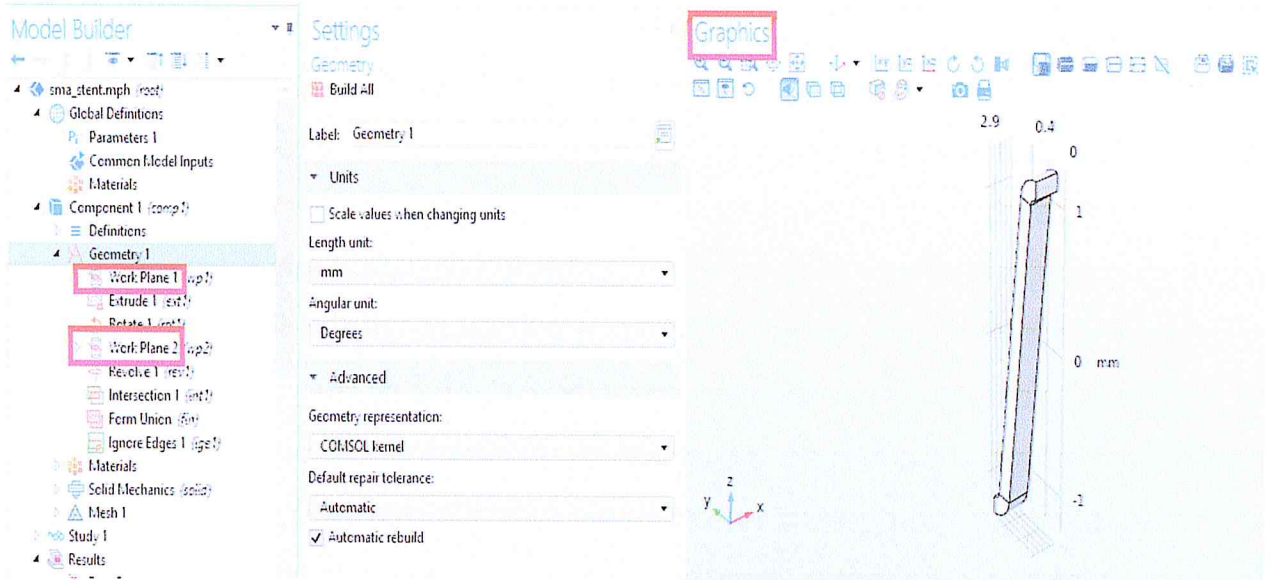 Model Builder
sma_stent.mph (root)
Global Definitions
Pi Parameters 1
Common Model Inputs
Materials
Component 1 (comp1)
Definitions
Geometry 1
Work Plane 1 (wp1)
Extrude 1 (ext1)
Rotate 1 (rot1)
Work Plane 2 (wp2)
Revolve 1 (rev1)
Intersection 1 (int1)
Form Union (fin)
Ignore Edges 1 (ige1)
Materials
Solid Mechanics (solid)
Mesh 1
Study 1
Results
Settings
Geometry
Build All
Label: Geometry 1
Units
Scale values when changing units
Length unit:
mm
Angular unit:
Degrees
Advanced
Geometry representation:
COMSOL kernel
Default repair tolerance:
Automatic
Automatic rebuild
Graphics
2.9
0.4
0
1
0 mm
-1
z
y
x